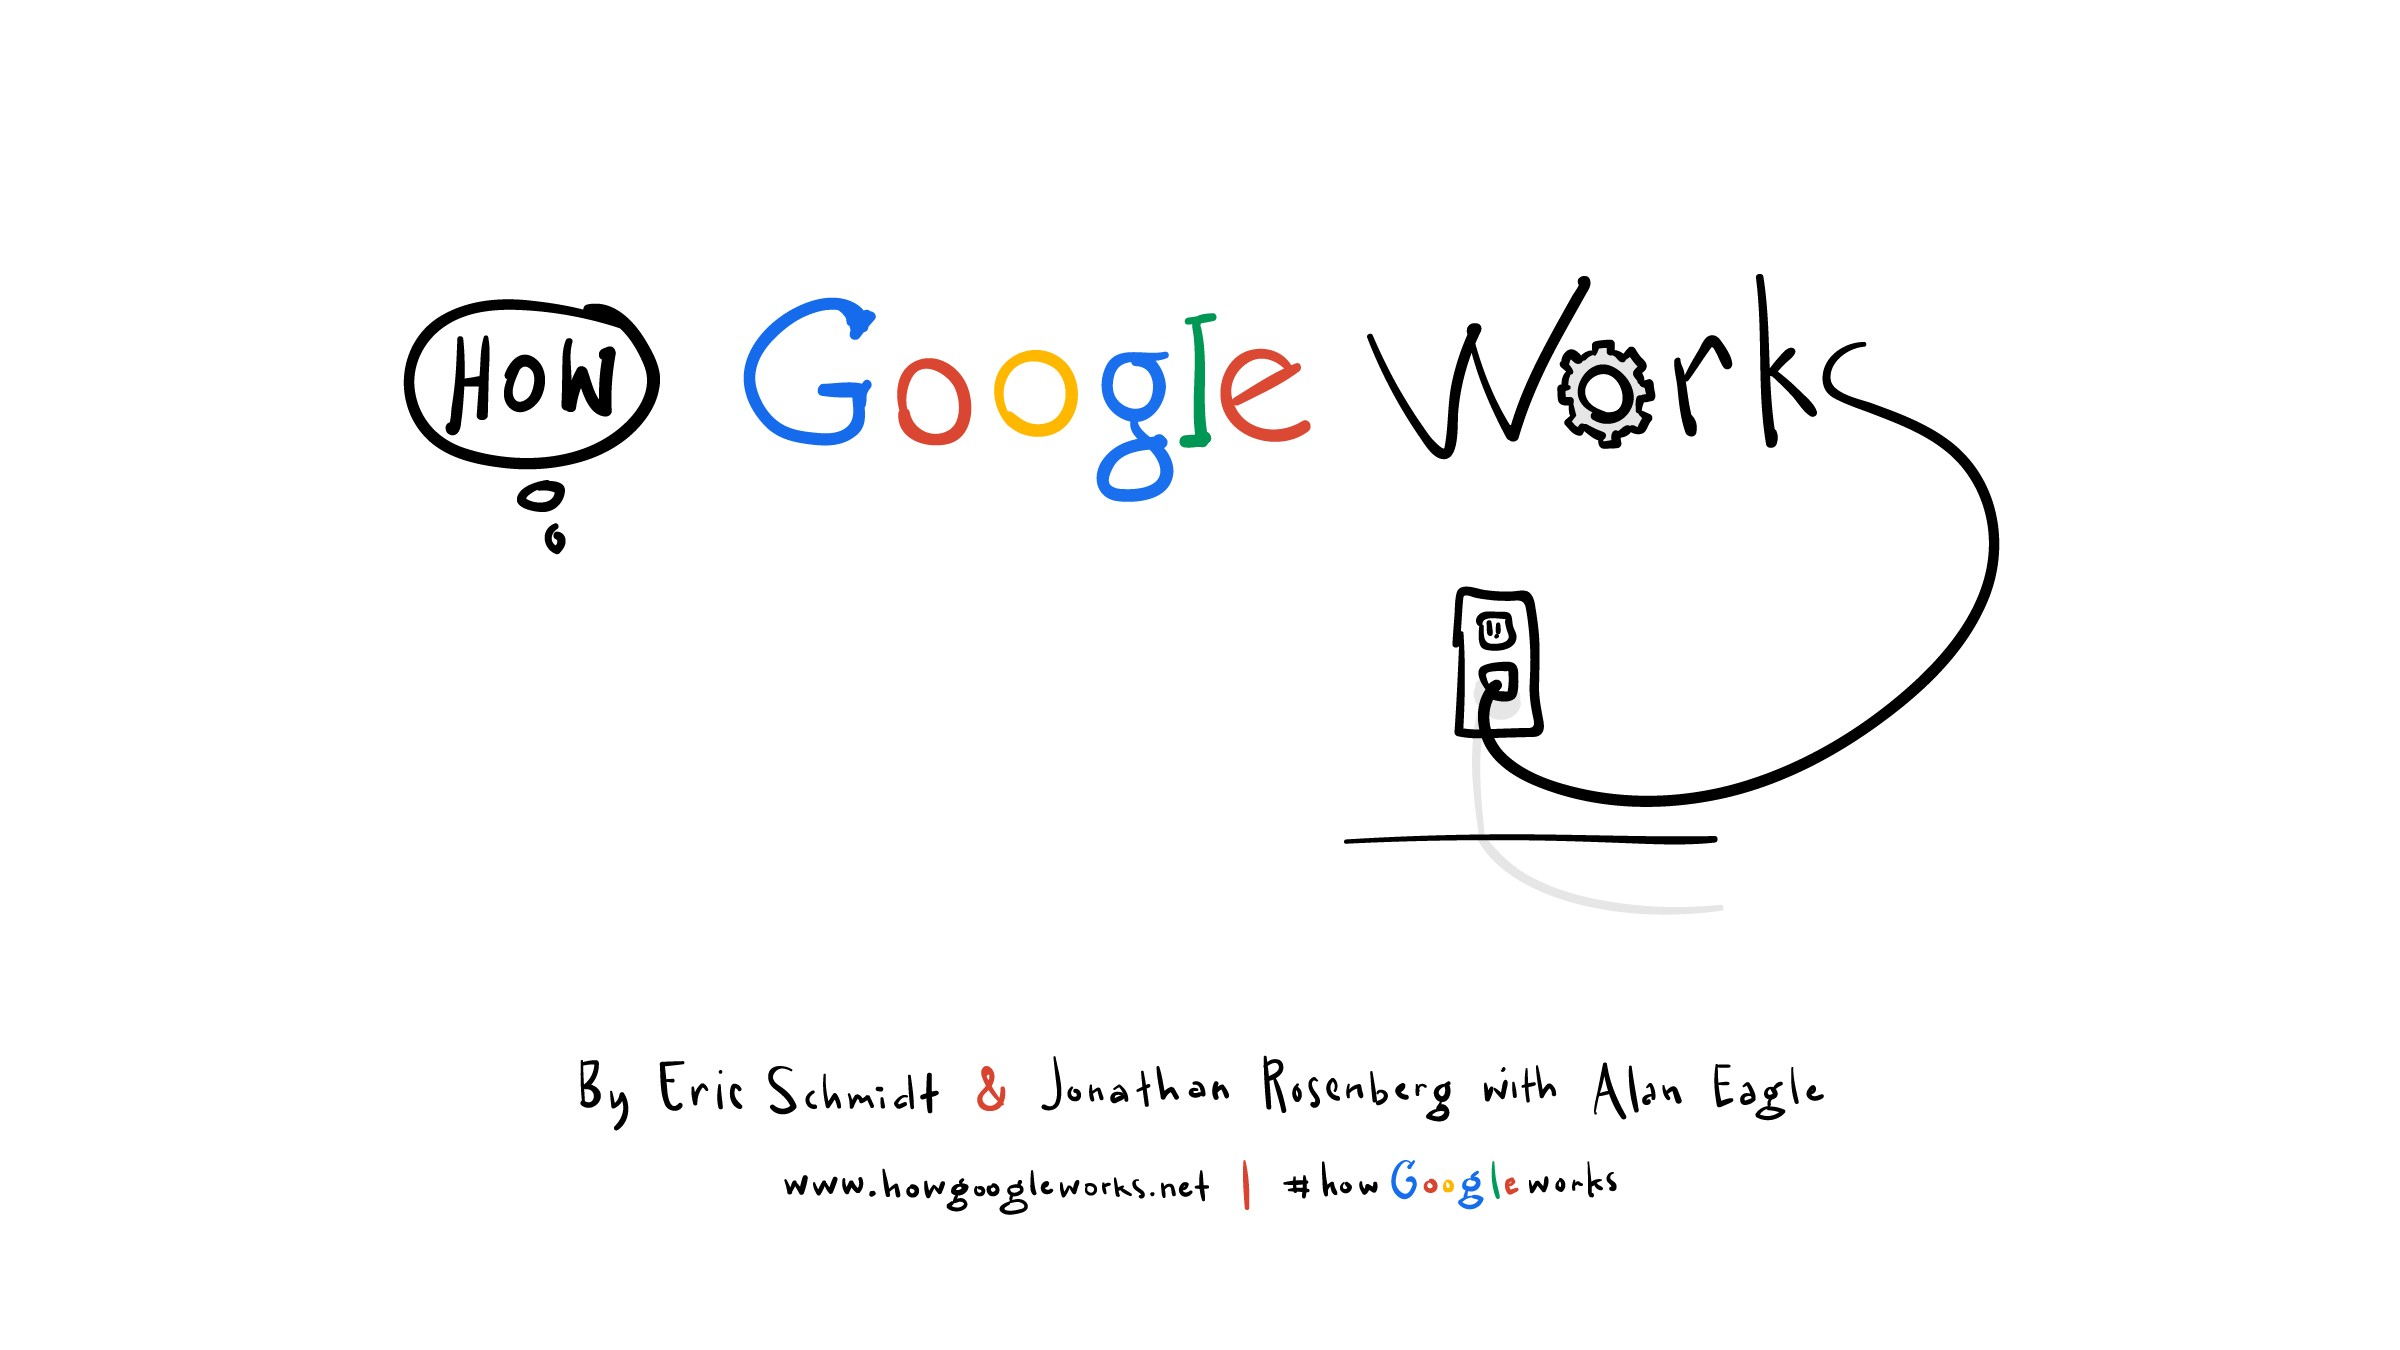 How Google Works
By Eric Schmidt & Jonathan Rosenberg with Alan Eagle
www.howgoogleworks.net | #howGoogleworks